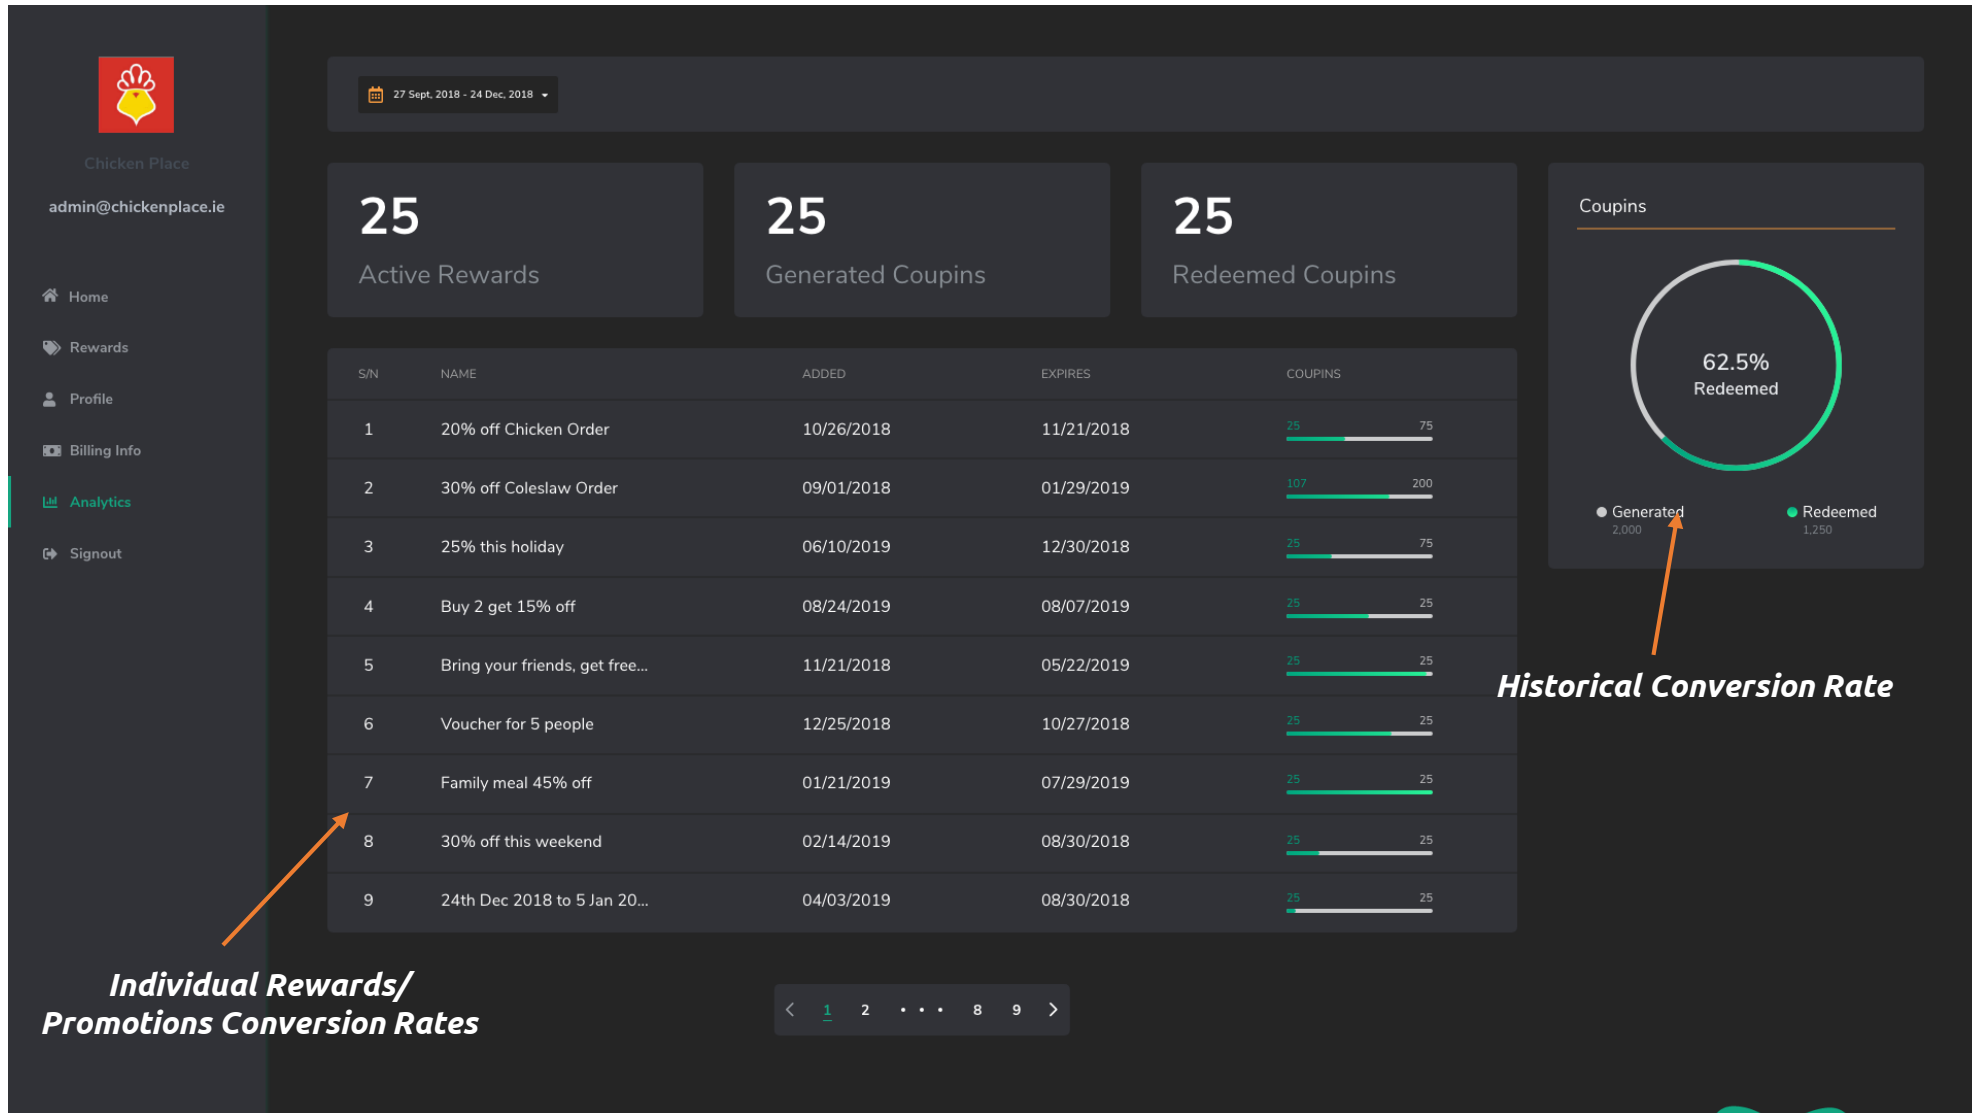 Chicken Place
admin@chickenplace.ie
Home
Rewards
Profile
Billing Info
Analytics
Signout
27 Sept, 2018 - 24 Dec, 2018
25
Active Rewards
25
Generated Coupins
25
Redeemed Coupins
S/N NAME ADDED EXPIRES COUPINS
1 20% off Chicken Order 10/26/2018 11/21/2018 25 75
2 30% off Coleslaw Order 09/01/2018 01/29/2019 107 200
3 25% this holiday 06/10/2019 12/30/2018 25 75
4 Buy 2 get 15% off 08/24/2019 08/07/2019 25 25
5 Bring your friends, get free... 11/21/2018 05/22/2019 25 25
6 Voucher for 5 people 12/25/2018 10/27/2018 25 25
7 Family meal 45% off 01/21/2019 07/29/2019 25 25
8 30% off this weekend 02/14/2019 08/30/2018 25 25
9 24th Dec 2018 to 5 Jan 20... 04/03/2019 08/30/2018 25 25
1 2 ... 8 9
Coupins
62.5%
Redeemed
Generated Redeemed
2,000 1,250
Historical Conversion Rate
Individual Rewards/
Promotions Conversion Rates